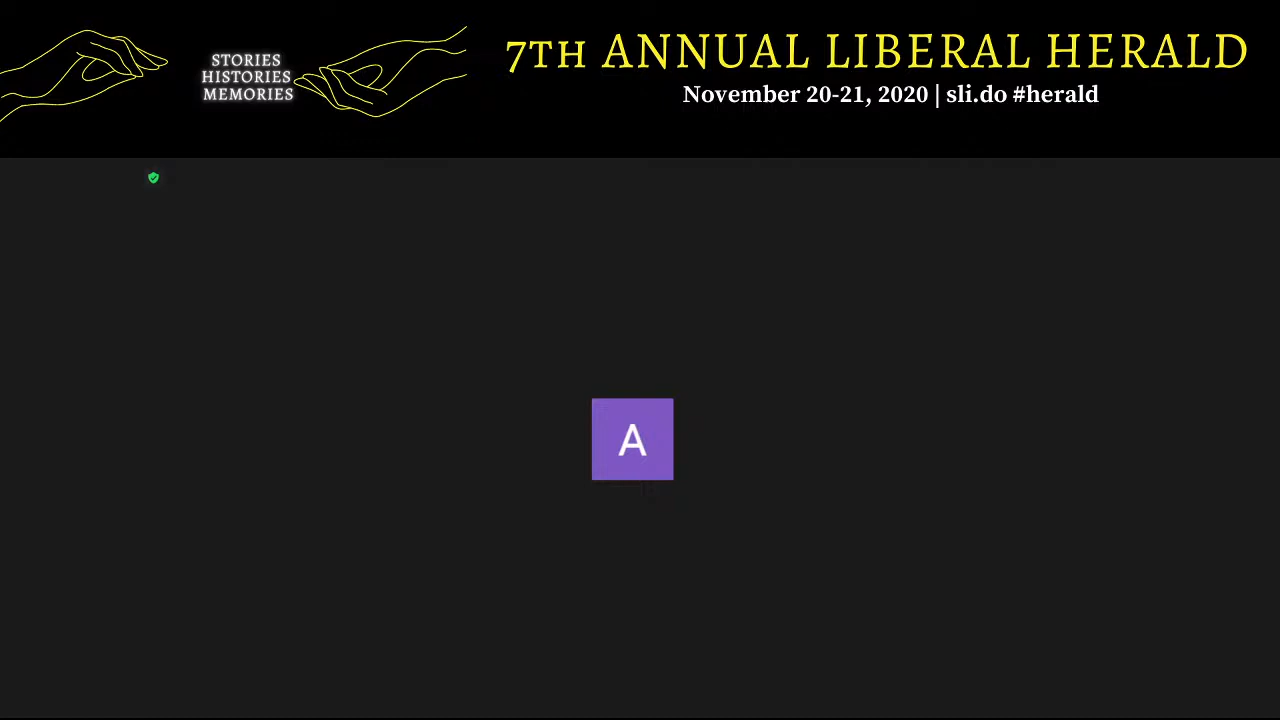 STORIES
HISTORIES
MEMORIES
7TH ANNUAL LIBERAL HERALD
November 20-21, 2020 | sli.do #herald
A